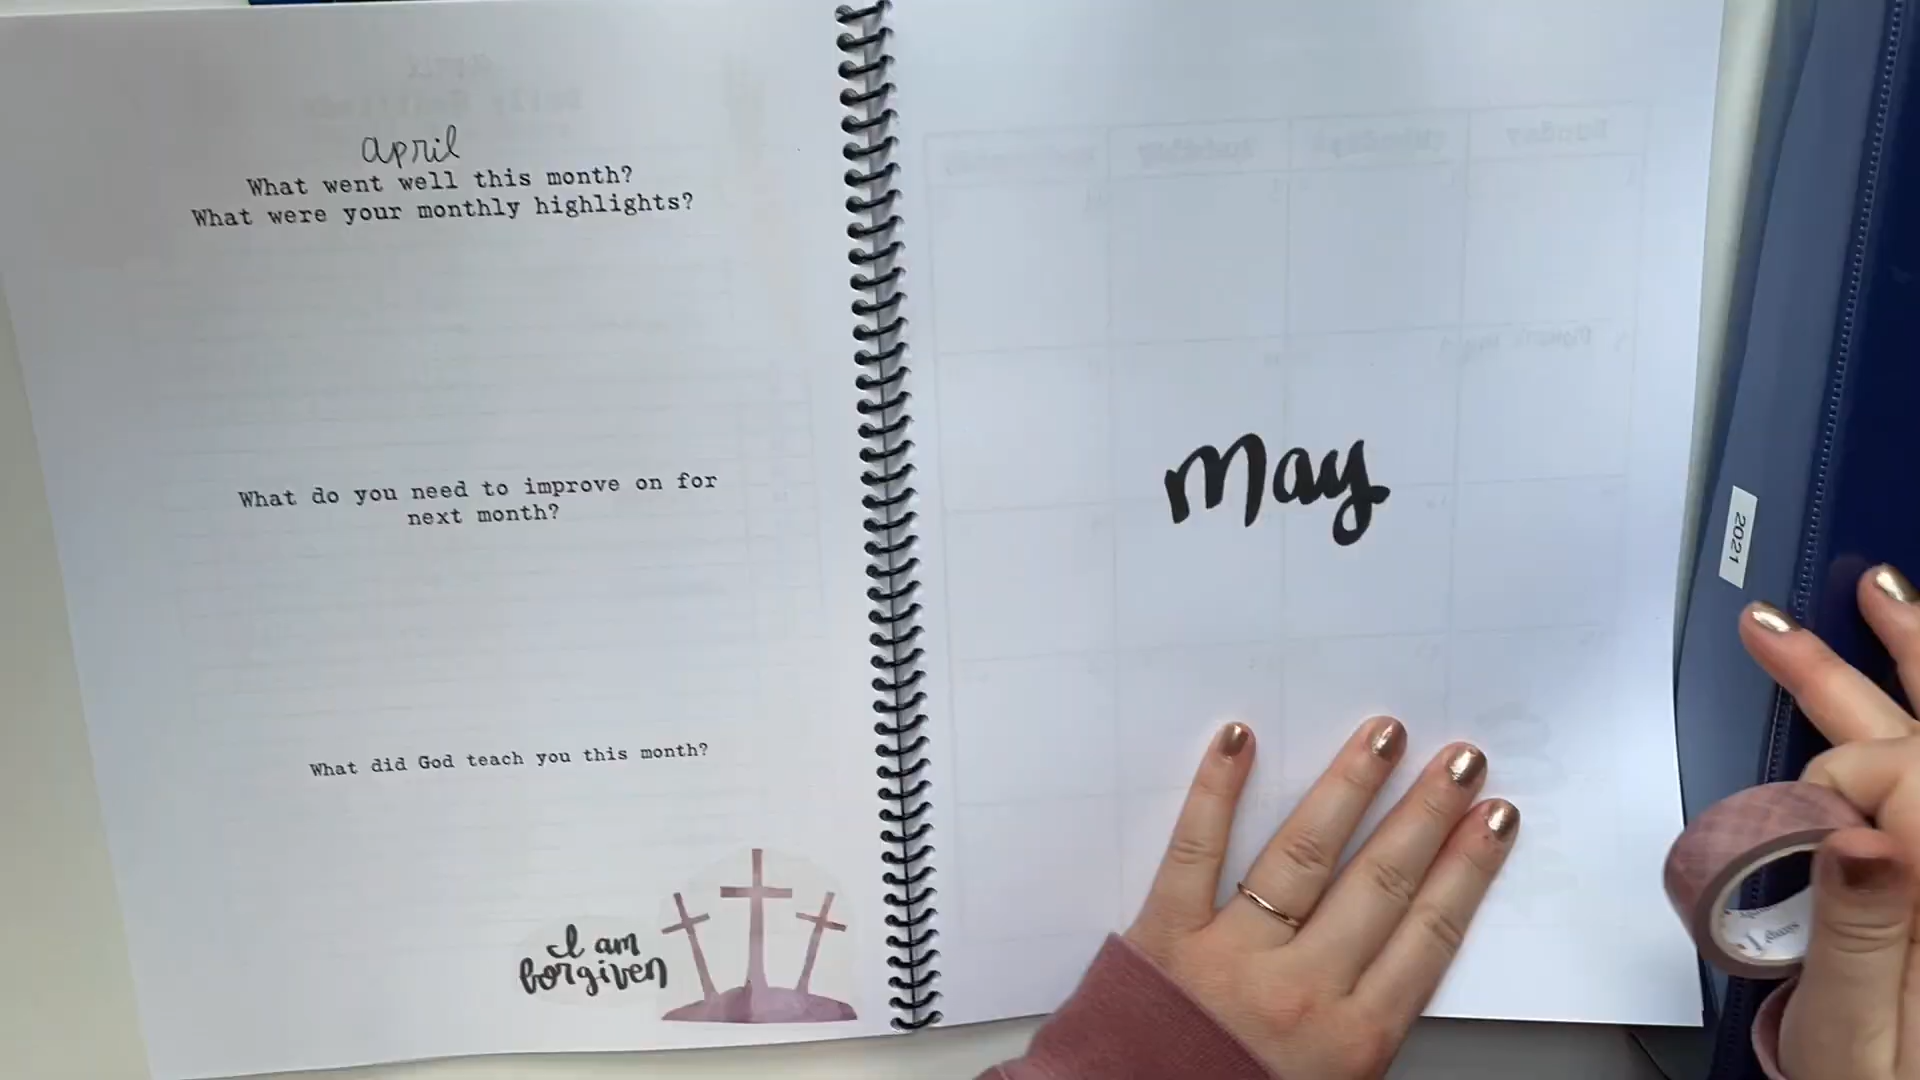 april
What went well this month?
What were your monthly highlights?
What do you need to improve on for
next month?
What did God teach you this month?
I am
forgiven
May
2021